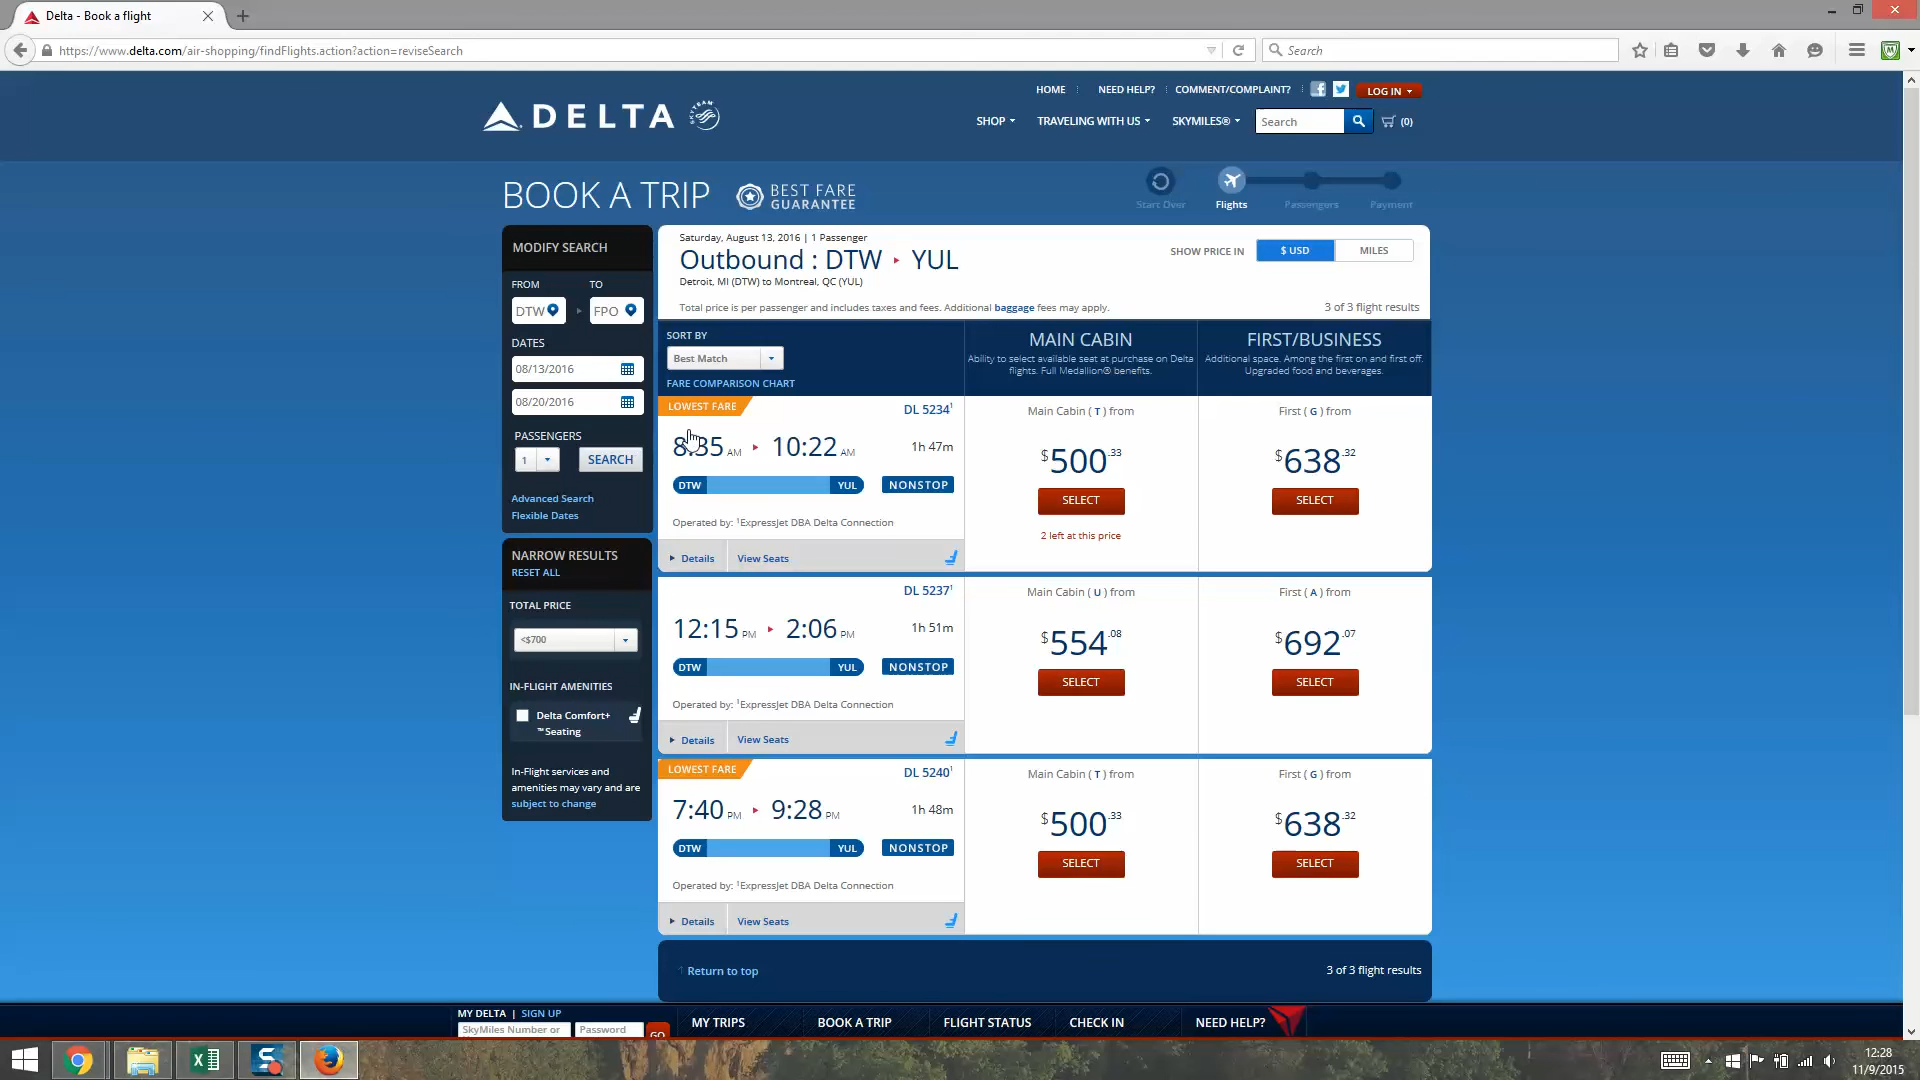 Delta - Book a flight
https://www.delta.com/air-shopping/findFlights.action?action=reviseSearch
Search
HOME
NEED HELP?
COMMENT/COMPLAINT?
LOG IN
DELTA
SKYTEAM
SHOP
TRAVELING WITH US
SKYMILES®
Search
(0)
BOOK A TRIP
BEST FARE
GUARANTEE
Start Over
Flights
Passengers
Payment
MODIFY SEARCH
FROM
TO
DTW
FPO
DATES
08/13/2016
08/20/2016
PASSENGERS
1
SEARCH
Advanced Search
Flexible Dates
NARROW RESULTS
RESET ALL
TOTAL PRICE
<$700
IN-FLIGHT AMENITIES
Delta Comfort+
™Seating
In-Flight services and
amenities may vary and are
subject to change
Saturday, August 13, 2016 | 1 Passenger
Outbound : DTW YUL
Detroit, MI (DTW) to Montreal, QC (YUL)
SHOW PRICE IN
$ USD
MILES
Total price is per passenger and includes taxes and fees. Additional baggage fees may apply.
3 of 3 flight results
SORT BY
Best Match
FARE COMPARISON CHART
MAIN CABIN
Ability to select available seat at purchase on Delta
flights. Full Medallion® benefits.
FIRST/BUSINESS
Additional space. Among the first on and first off.
Upgraded food and beverages.
LOWEST FARE
DL 5234¹
8:35 AM 10:22 AM
1h 47m
DTW YUL
NONSTOP
Operated by: ¹ExpressJet DBA Delta Connection
Details
View Seats
Main Cabin ( T ) from
$500.33
SELECT
2 left at this price
First ( G ) from
$638.32
SELECT
DL 5237¹
12:15 PM 2:06 PM
1h 51m
DTW YUL
NONSTOP
Operated by: ¹ExpressJet DBA Delta Connection
Details
View Seats
Main Cabin ( U ) from
$554.08
SELECT
First ( A ) from
$692.07
SELECT
LOWEST FARE
DL 5240¹
7:40 PM 9:28 PM
1h 48m
DTW YUL
NONSTOP
Operated by: ¹ExpressJet DBA Delta Connection
Details
View Seats
Main Cabin ( T ) from
$500.33
SELECT
First ( G ) from
$638.32
SELECT
Return to top
3 of 3 flight results
MY DELTA | SIGN UP
SkyMiles Number or
Password
GO
MY TRIPS
BOOK A TRIP
FLIGHT STATUS
CHECK IN
NEED HELP?
12:28
11/9/2015